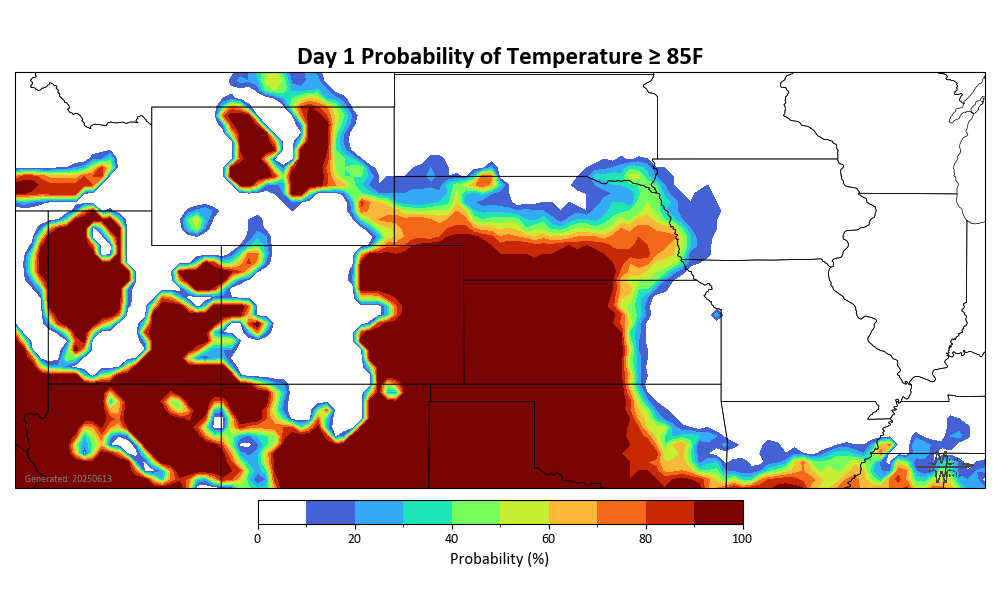 Day 1 Probability of Temperature ≥ 85F
Generated: 20250613
0 20 40 60 80 100
Probability (%)